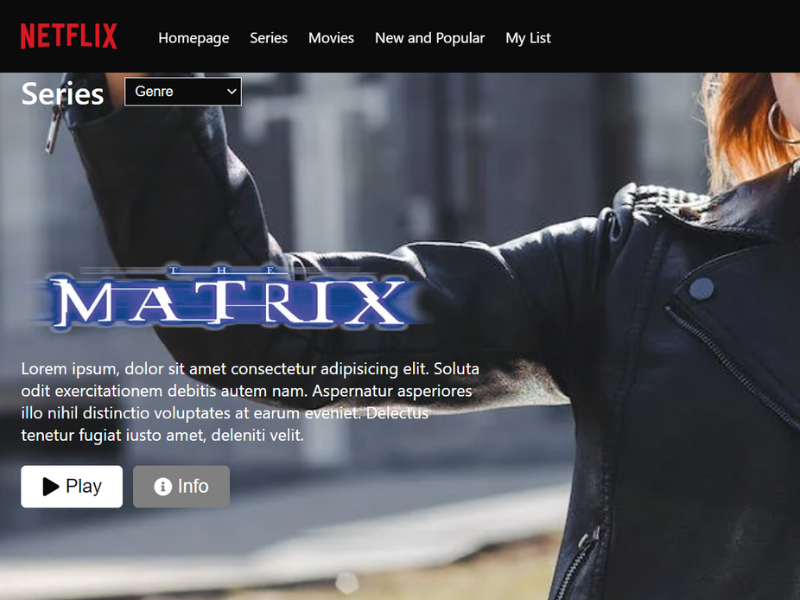 NETFLIX Homepage Series Movies New and Popular My List
Series Genre
THE
MATRIX
Lorem ipsum, dolor sit amet consectetur adipisicing elit. Soluta
odit exercitationem debitis autem nam. Aspernatur asperiores
illo nihil distinctio voluptates at earum eveniet. Delectus
tenetur fugiat iusto amet, deleniti velit.
Play Info